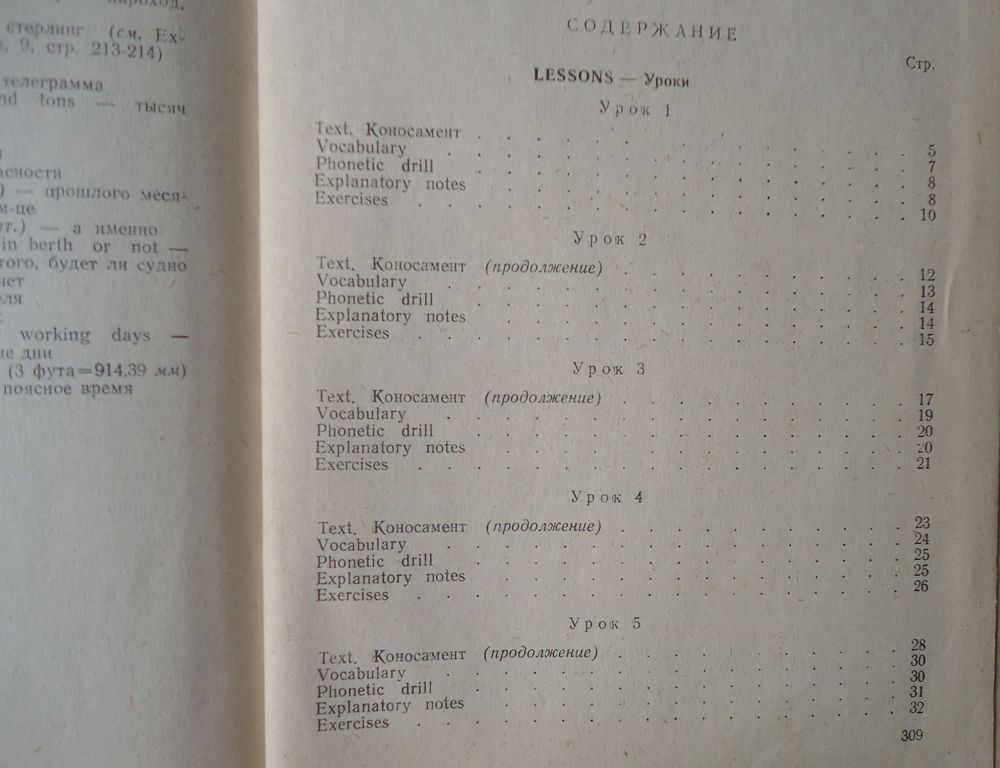 пароход,
стерлинг (см. Ex-
9, стр. 213-214)
телеграмма
tons — тысяч
) — прошлого меся-
м-це
— а именно
in berth or not —
того, будет ли судно
нет
working days —
дни
(3 фута=914,39 мм)
поясное время
СОДЕРЖАНИЕ
Стр.
LESSONS — Уроки
Урок 1
Text. Коносамент . . . 5
Vocabulary . . . 7
Phonetic drill . . . 8
Explanatory notes . . . 8
Exercises . . . 10
Урок 2
Text. Коносамент (продолжение) . . . 12
Vocabulary . . . 13
Phonetic drill . . . 14
Explanatory notes . . . 14
Exercises . . . 15
Урок 3
Text. Коносамент (продолжение) . . . 17
Vocabulary . . . 19
Phonetic drill . . . 20
Explanatory notes . . . 20
Exercises . . . 21
Урок 4
Text. Коносамент (продолжение) . . . 23
Vocabulary . . . 24
Phonetic drill . . . 25
Explanatory notes . . . 25
Exercises . . . 26
Урок 5
Text. Коносамент (продолжение) . . . 28
Vocabulary . . . 30
Phonetic drill . . . 30
Explanatory notes . . . 31
Exercises . . . 32
309